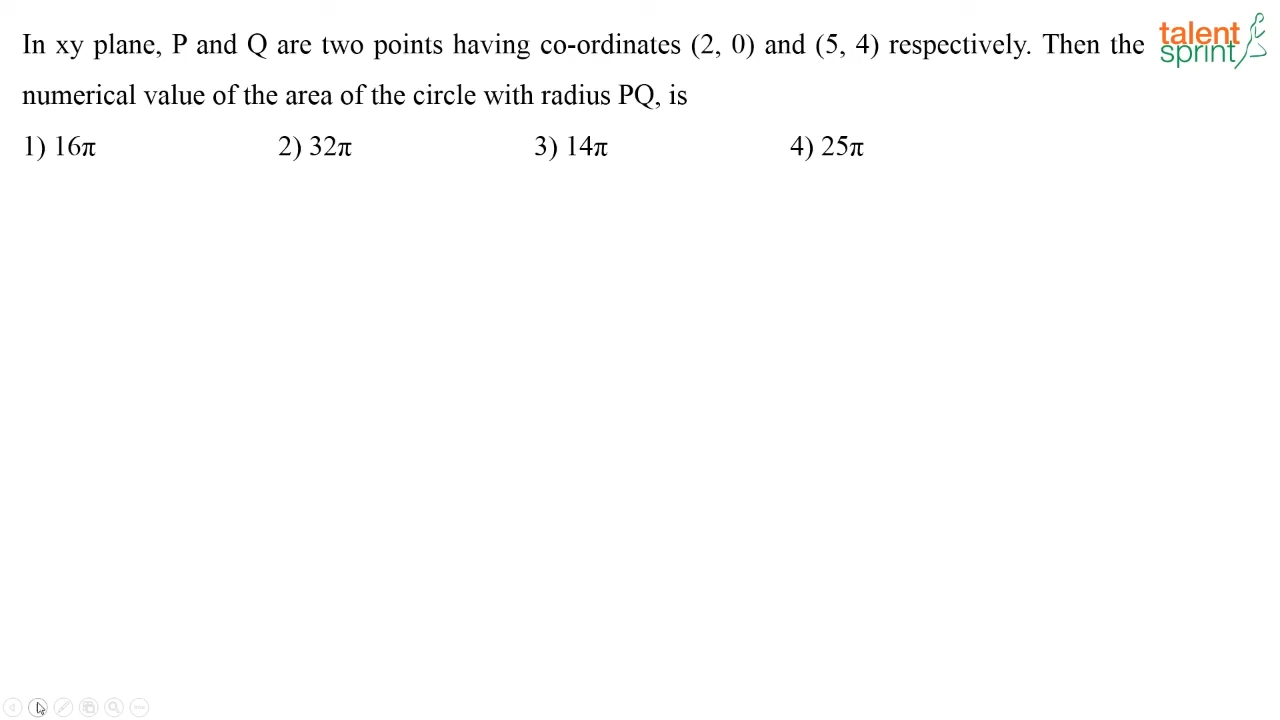 In xy plane, P and Q are two points having co-ordinates (2, 0) and (5, 4) respectively. Then the
numerical value of the area of the circle with radius PQ, is
1) 16π 2) 32π 3) 14π 4) 25π
talent
sprint